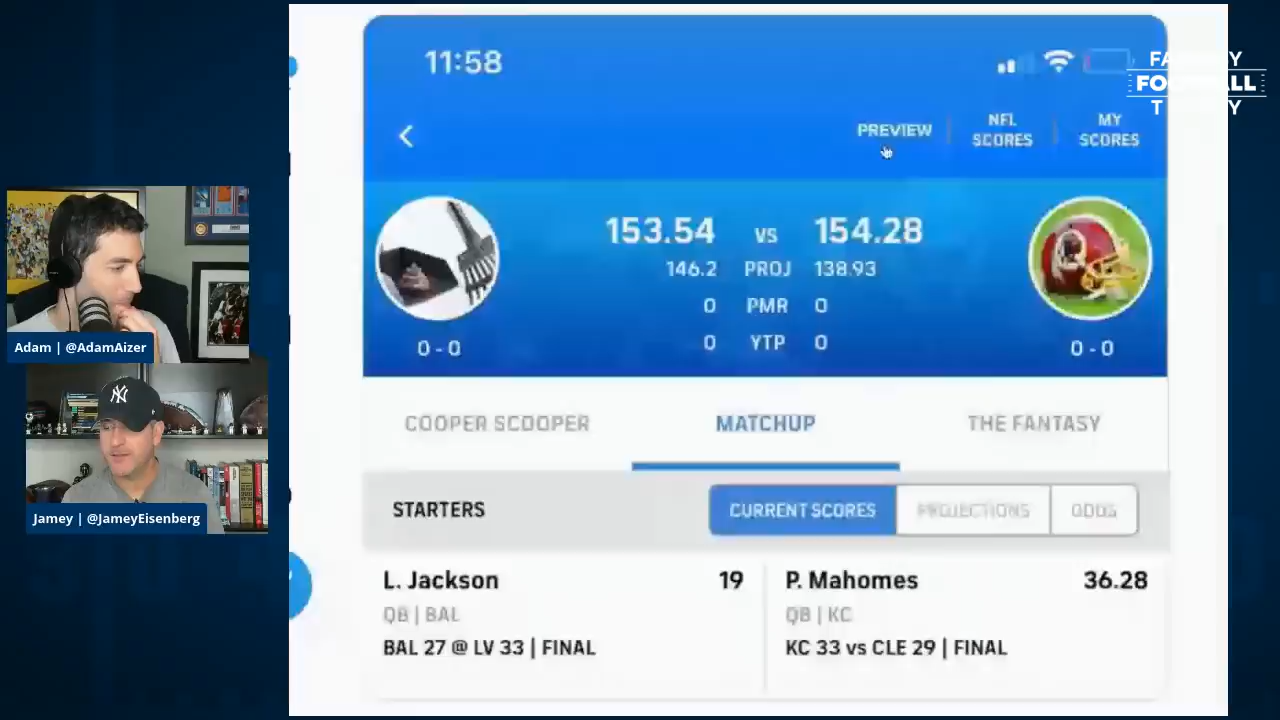 11:58
FANTASY
FOOTBALL
TODAY
PREVIEW
NFL SCORES
MY SCORES
153.54 VS 154.28
146.2 PROJ 138.93
0 PMR 0
0 YTP 0
0 - 0
0 - 0
COOPER SCOOPER
MATCHUP
THE FANTASY
STARTERS
CURRENT SCORES
PROJECTIONS
ODDS
L. Jackson 19
QB | BAL
BAL 27 @ LV 33 | FINAL
P. Mahomes 36.28
QB | KC
KC 33 vs CLE 29 | FINAL
Adam | @AdamAizer
Jamey | @JameyEisenberg
NY